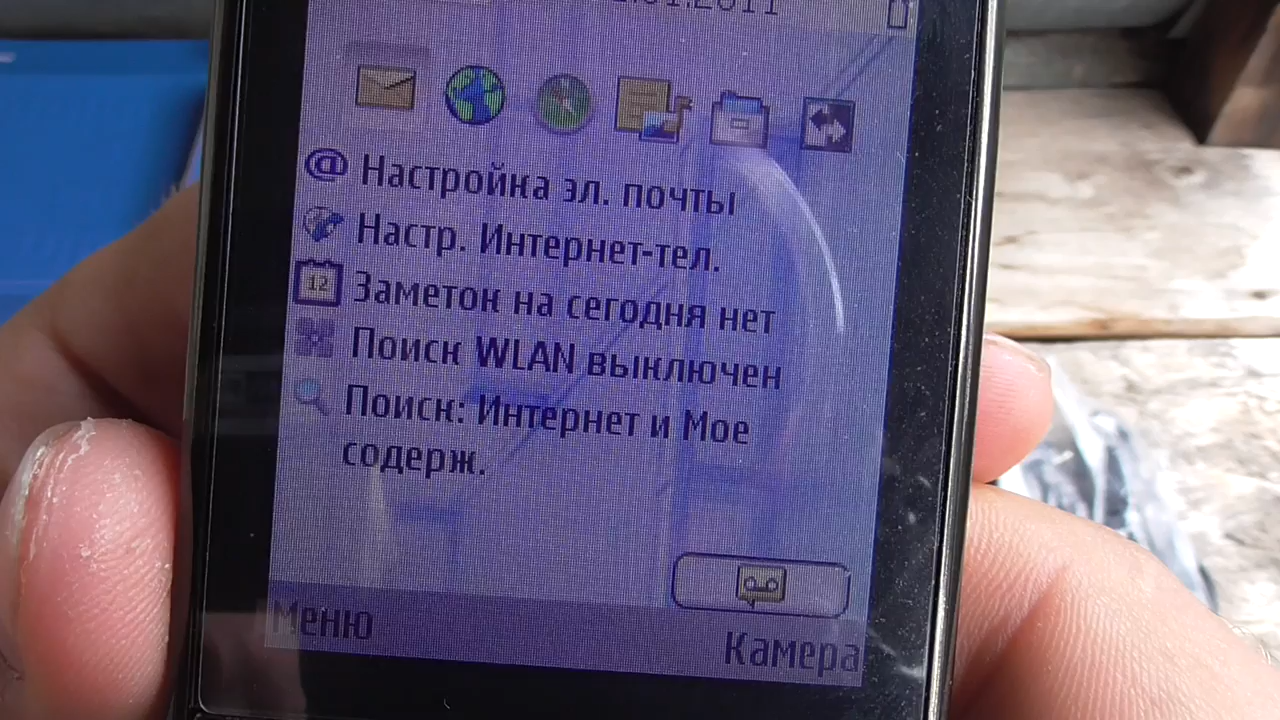 Настройка эл. почты
Настр. Интернет-тел.
12
Заметок на сегодня нет
Поиск WLAN выключен
Поиск: Интернет и Мое
содерж.
Меню
Камера